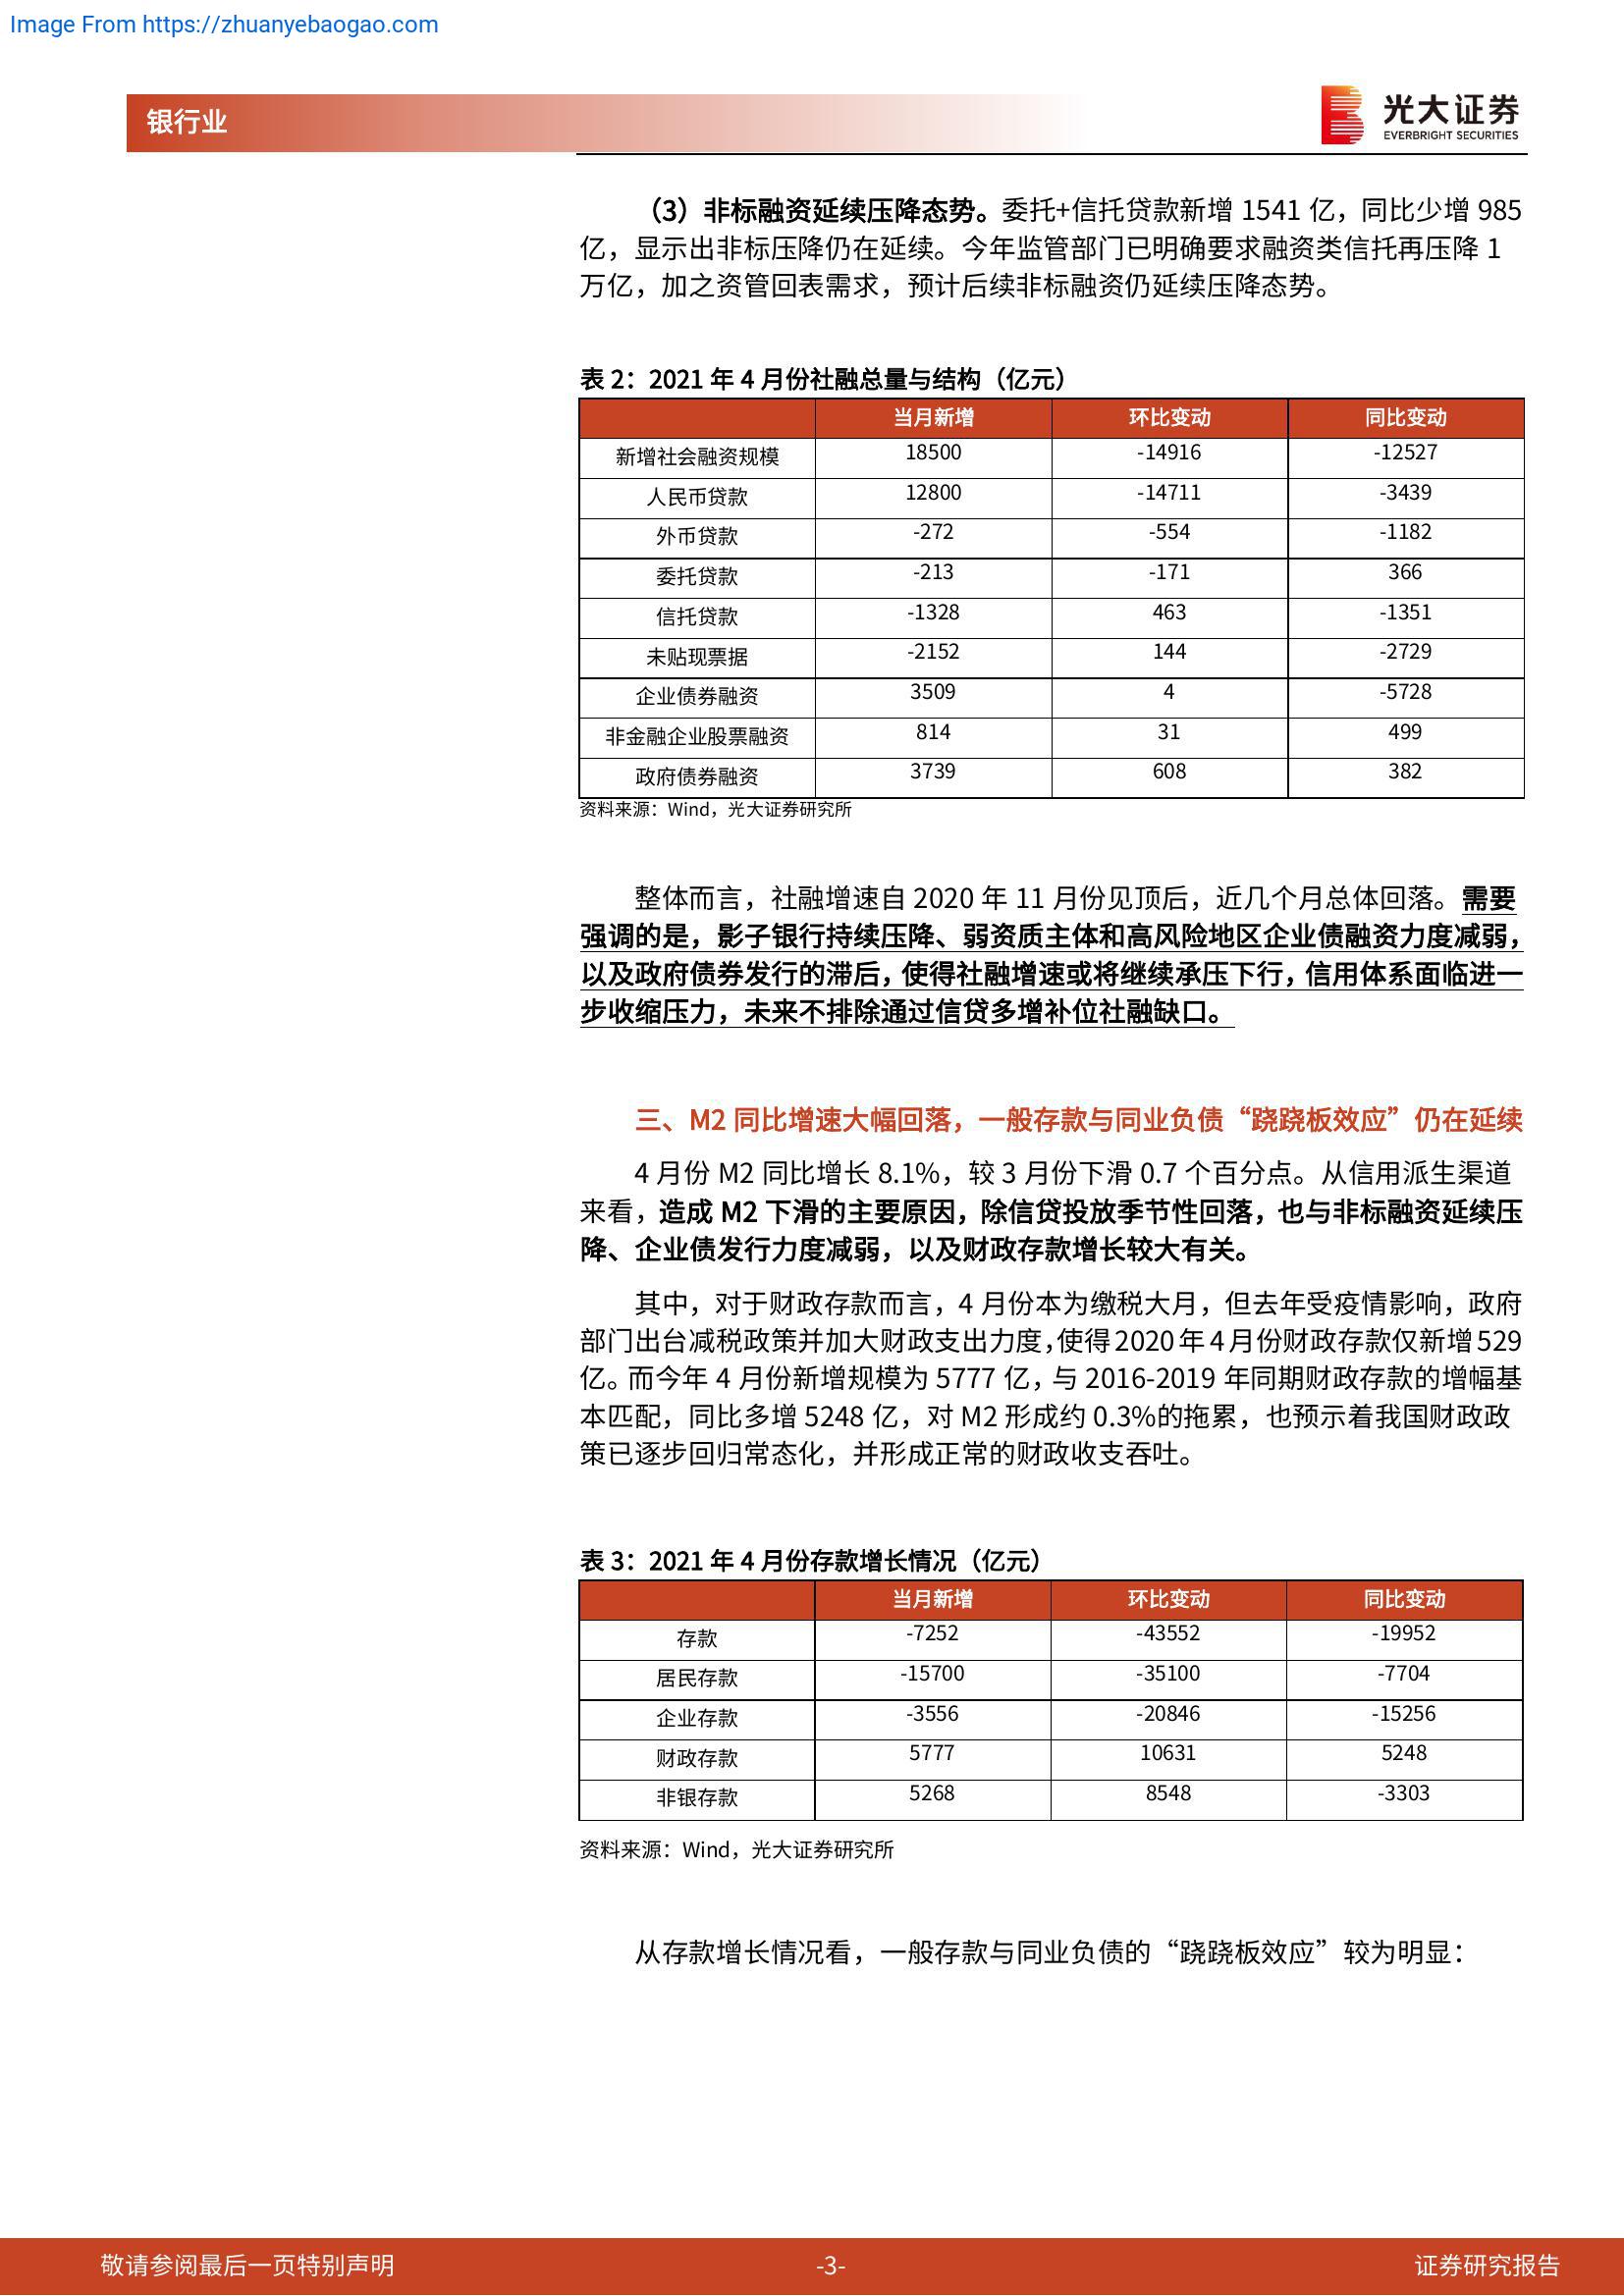 Image From https://zhuanyebaogao.com
银行业
光大证券
EVERBRIGHT SECURITIES
（3）非标融资延续压降态势。委托+信托贷款新增 1541 亿，同比少增 985
亿，显示出非标压降仍在延续。今年监管部门已明确要求融资类信托再压降 1
万亿，加之资管回表需求，预计后续非标融资仍延续压降态势。
表 2：2021 年 4 月份社融总量与结构（亿元）
当月新增 环比变动 同比变动
新增社会融资规模 18500 -14916 -12527
人民币贷款 12800 -14711 -3439
外币贷款 -272 -554 -1182
委托贷款 -213 -171 366
信托贷款 -1328 463 -1351
未贴现票据 -2152 144 -2729
企业债券融资 3509 4 -5728
非金融企业股票融资 814 31 499
政府债券融资 3739 608 382
资料来源：Wind，光大证券研究所
整体而言，社融增速自 2020 年 11 月份见顶后，近几个月总体回落。需要
强调的是，影子银行持续压降、弱资质主体和高风险地区企业债融资力度减弱，
以及政府债券发行的滞后，使得社融增速或将继续承压下行，信用体系面临进一
步收缩压力，未来不排除通过信贷多增补位社融缺口。
三、M2 同比增速大幅回落，一般存款与同业负债“跷跷板效应”仍在延续
4 月份 M2 同比增长 8.1%，较 3 月份下滑 0.7 个百分点。从信用派生渠道
来看，造成 M2 下滑的主要原因，除信贷投放季节性回落，也与非标融资延续压
降、企业债发行力度减弱，以及财政存款增长较大有关。
其中，对于财政存款而言，4 月份本为缴税大月，但去年受疫情影响，政府
部门出台减税政策并加大财政支出力度，使得 2020 年 4 月份财政存款仅新增 529
亿。而今年 4 月份新增规模为 5777 亿，与 2016-2019 年同期财政存款的增幅基
本匹配，同比多增 5248 亿，对 M2 形成约 0.3%的拖累，也预示着我国财政政
策已逐步回归常态化，并形成正常的财政收支吞吐。
表 3：2021 年 4 月份存款增长情况（亿元）
当月新增 环比变动 同比变动
存款 -7252 -43552 -19952
居民存款 -15700 -35100 -7704
企业存款 -3556 -20846 -15256
财政存款 5777 10631 5248
非银存款 5268 8548 -3303
资料来源：Wind，光大证券研究所
从存款增长情况看，一般存款与同业负债的“跷跷板效应”较为明显：
敬请参阅最后一页特别声明 -3- 证券研究报告